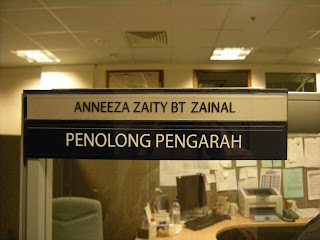 ANNEEZA ZAITY BT ZAINAL
PENOLONG PENGARAH